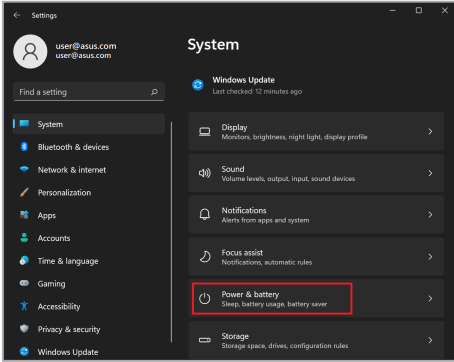 Settings
user@asus.com
user@asus.com
Find a setting
System
Bluetooth & devices
Network & internet
Personalization
Apps
Accounts
Time & language
Gaming
Accessibility
Privacy & security
Windows Update
System
Windows Update
Last checked: 12 minutes ago
Display
Monitors, brightness, night light, display profile
Sound
Volume levels, output, input, sound devices
Notifications
Alerts from apps and system
Focus assist
Notifications, automatic rules
Power & battery
Sleep, battery usage, battery saver
Storage
Storage space, drives, configuration rules